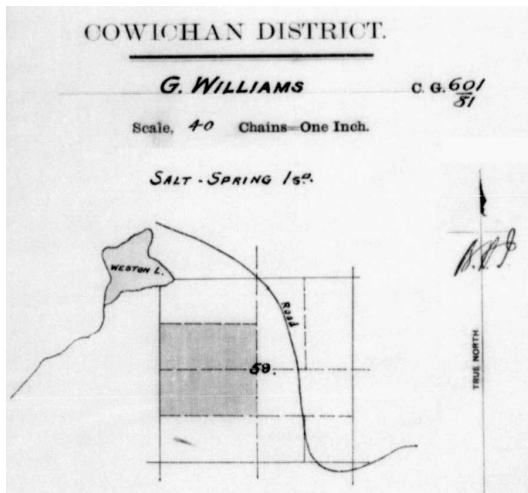 COWICHAN DISTRICT.
G. WILLIAMS
C. G. 601/81
Scale, 40 Chains=One Inch.
SALT-SPRING Isd.
WESTON L.
Road
59.
TRUE NORTH